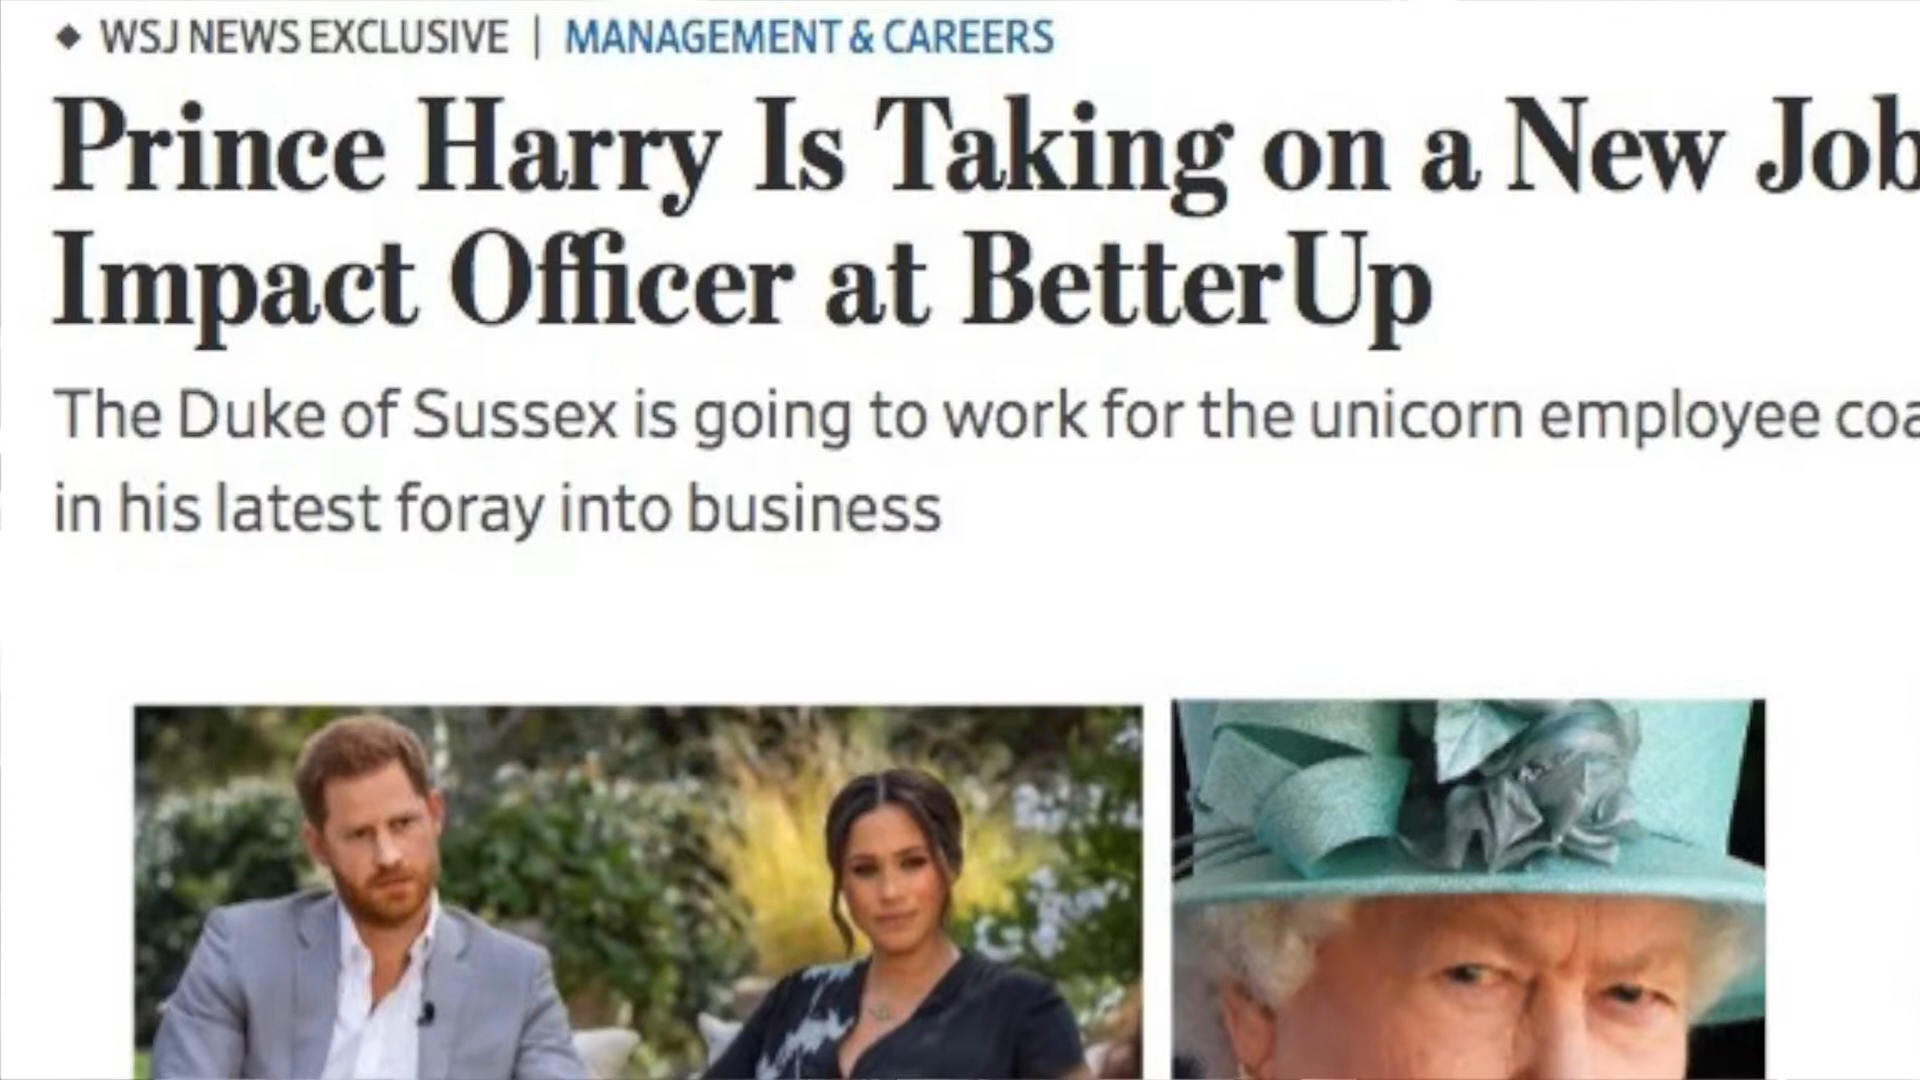 ◆ WSJ NEWS EXCLUSIVE | MANAGEMENT & CAREERS
Prince Harry Is Taking on a New Job
Impact Officer at BetterUp
The Duke of Sussex is going to work for the unicorn employee
in his latest foray into business